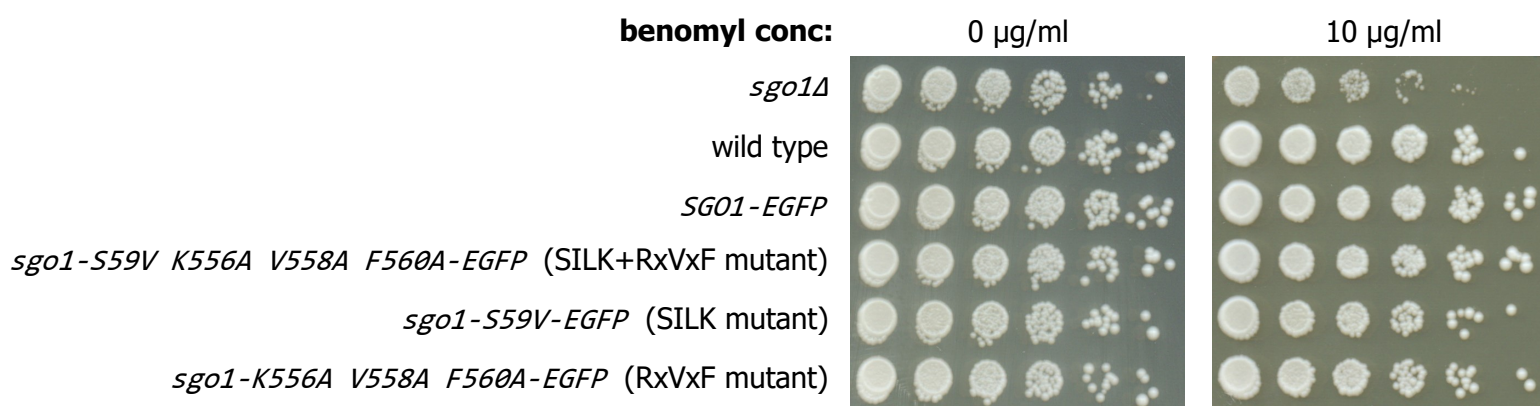 benomyl conc: 0 µg/ml 10 µg/ml
sgo1Δ
wild type
SGO1-EGFP
sgo1-S59V K556A V558A F560A-EGFP (SILK+RxVxF mutant)
sgo1-S59V-EGFP (SILK mutant)
sgo1-K556A V558A F560A-EGFP (RxVxF mutant)